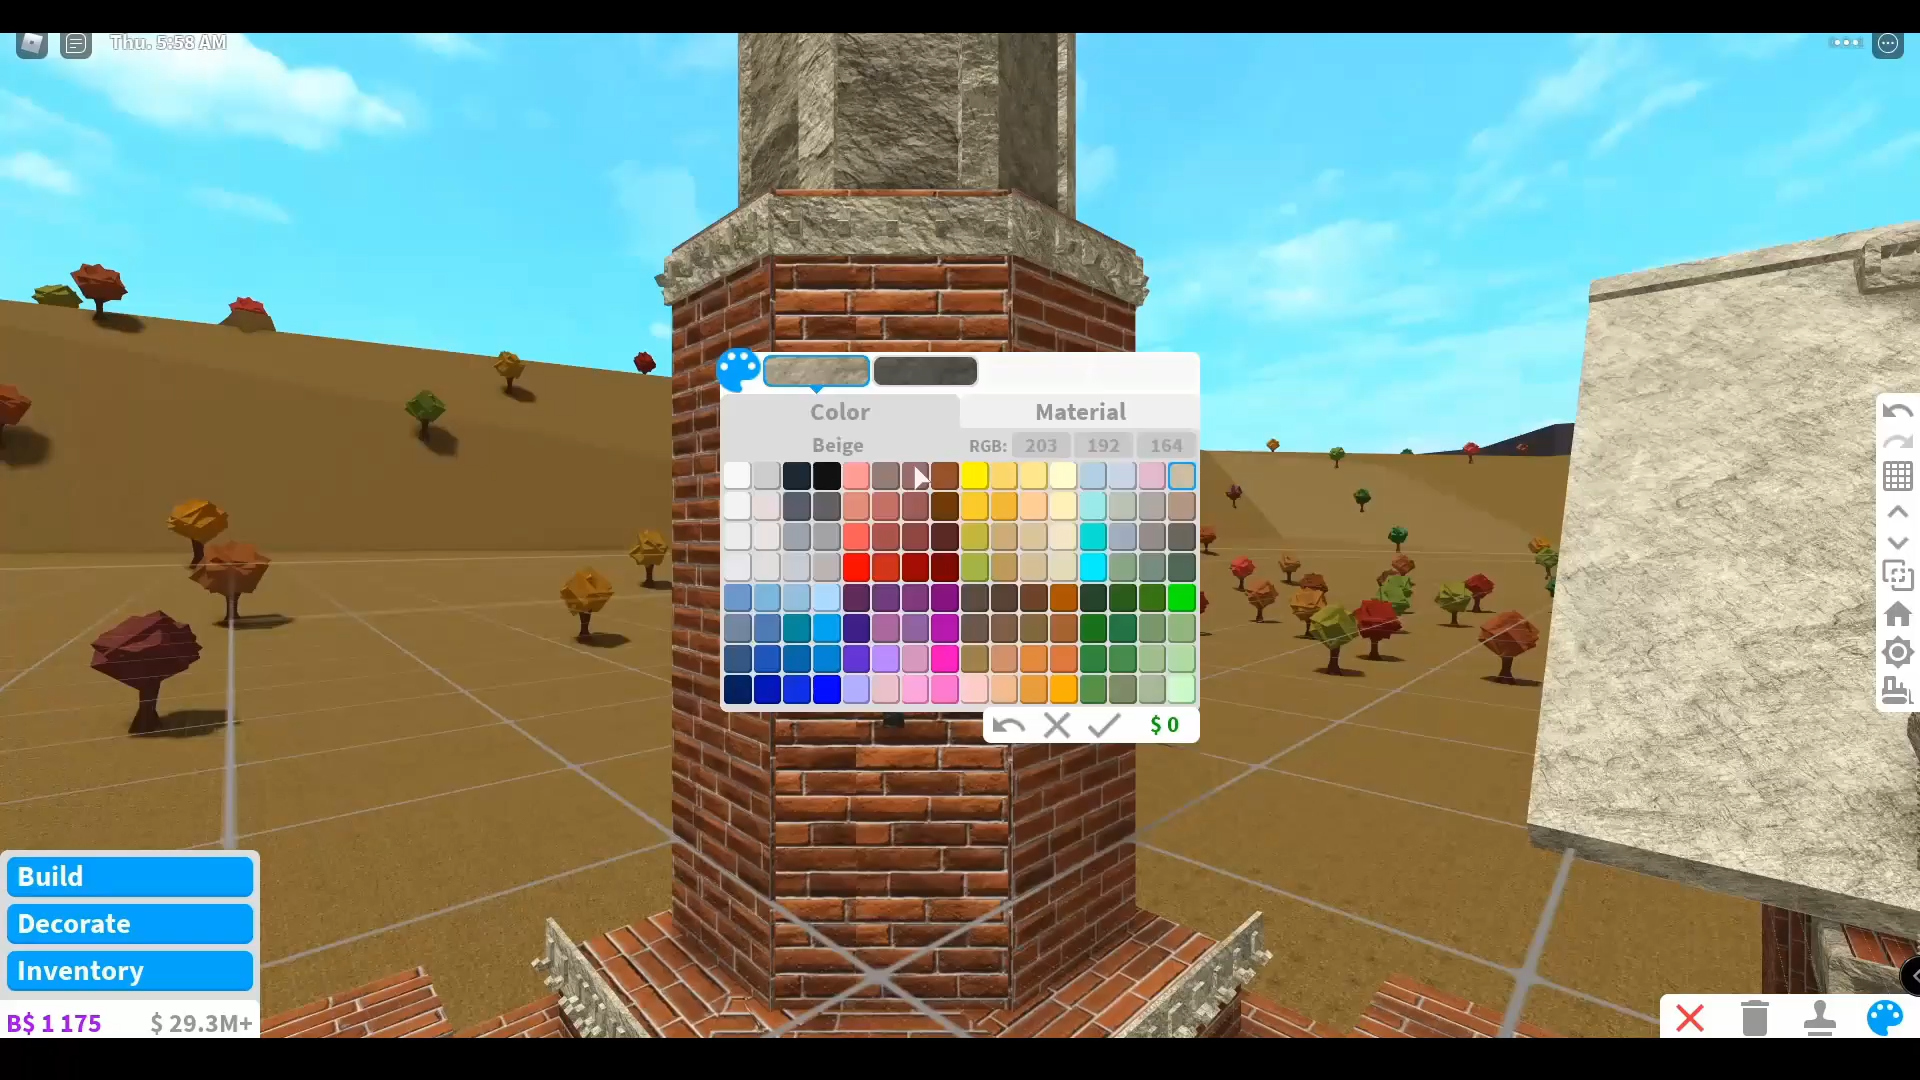 Thu. 5:58 AM
Color
Material
Beige
RGB: 203 192 164
$ 0
Build
Decorate
Inventory
B$ 1 175 $ 29.3M+